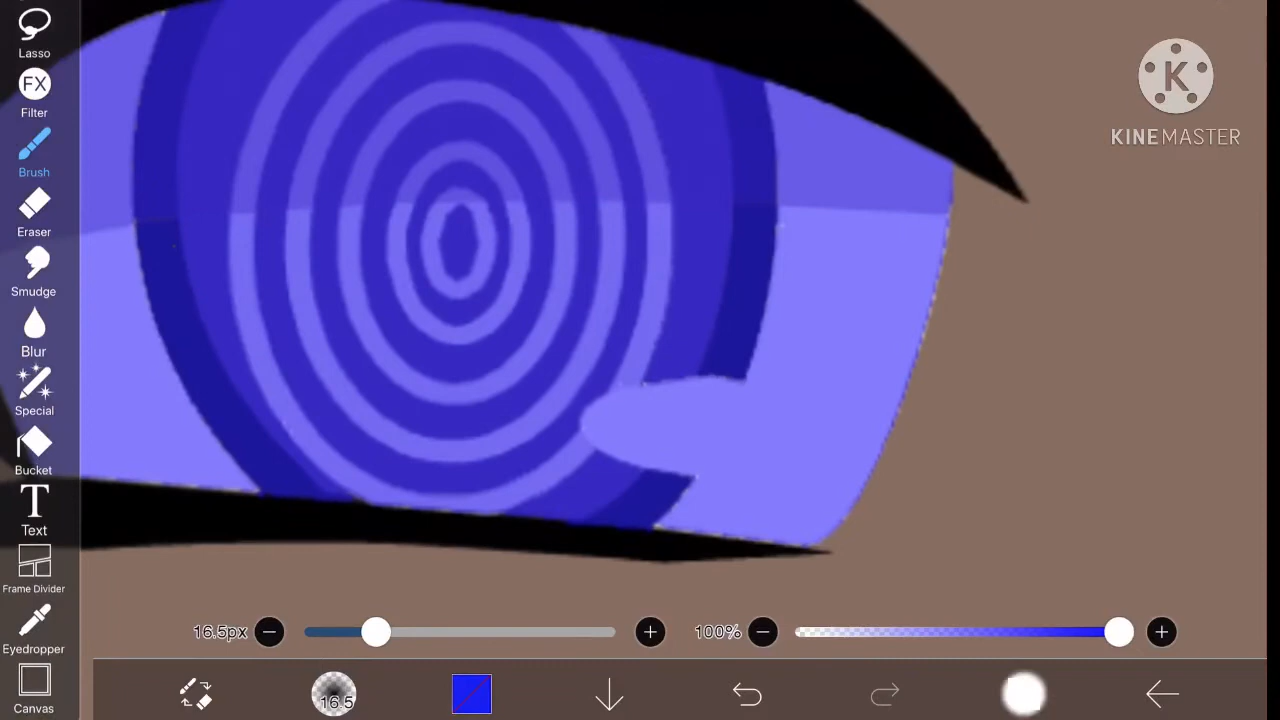 Lasso
FX
Filter
Brush
Eraser
Smudge
Blur
Special
Bucket
T
Text
Frame Divider
Eyedropper
Canvas
K
KINEMASTER
16.5px
100%
16.5